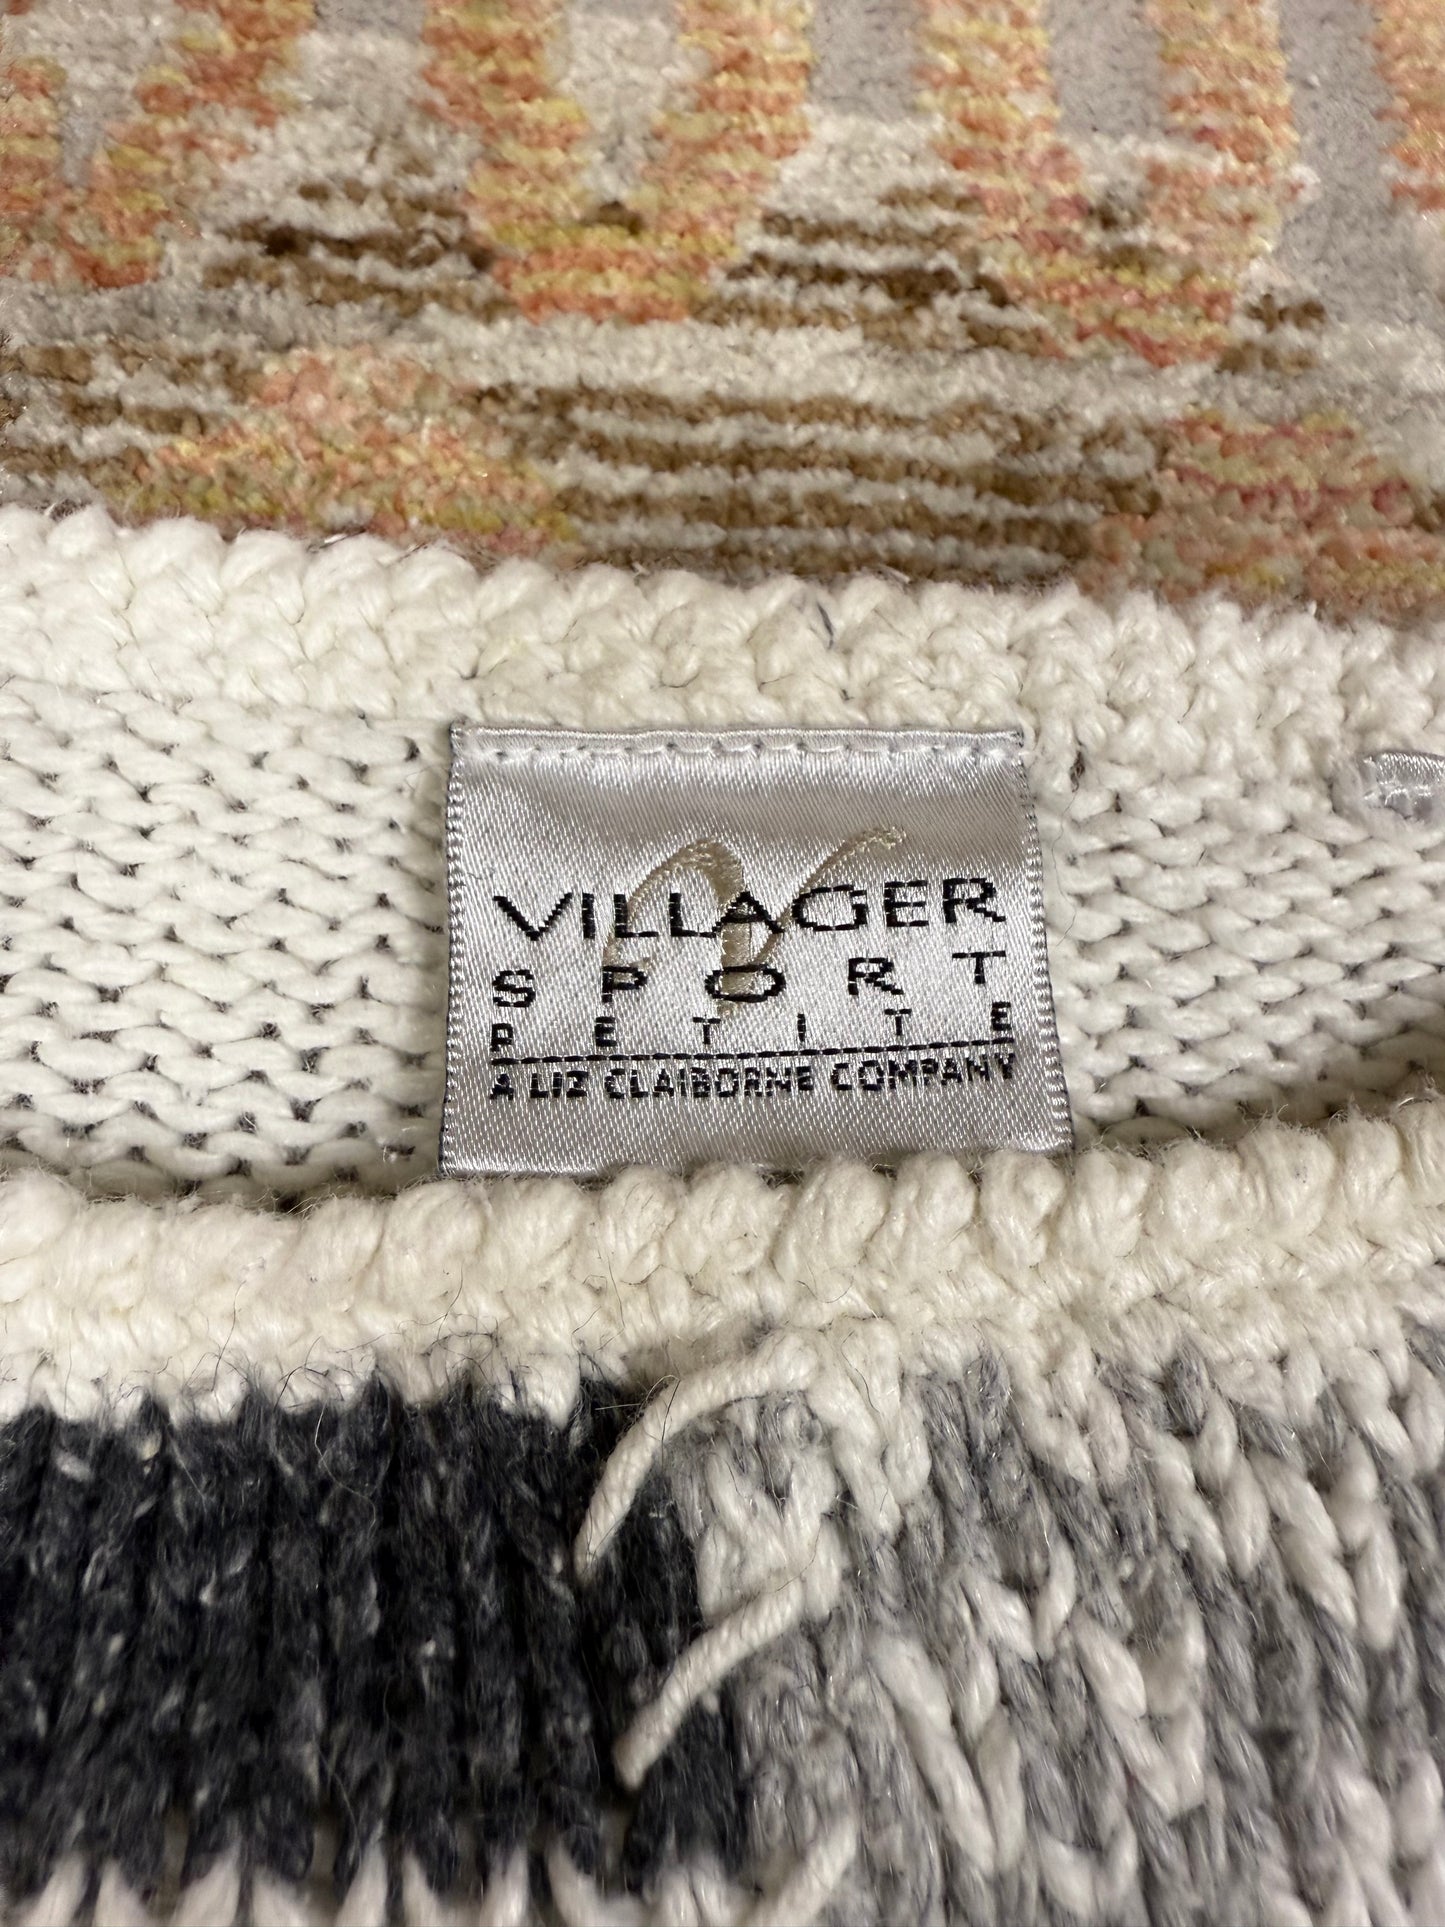 VILLAGER
SPORT
PETITE
A LIZ CLAIBORNE COMPANY